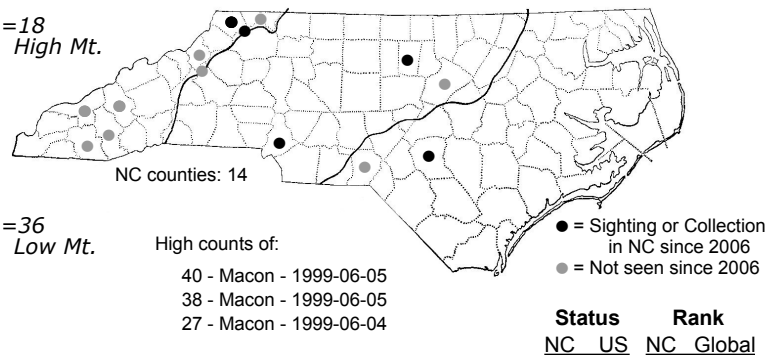 =18
High Mt.
NC counties: 14
=36
Low Mt.
High counts of:
40 - Macon - 1999-06-05
38 - Macon - 1999-06-05
27 - Macon - 1999-06-04
= Sighting or Collection
in NC since 2006
= Not seen since 2006
Status Rank
NC US NC Global